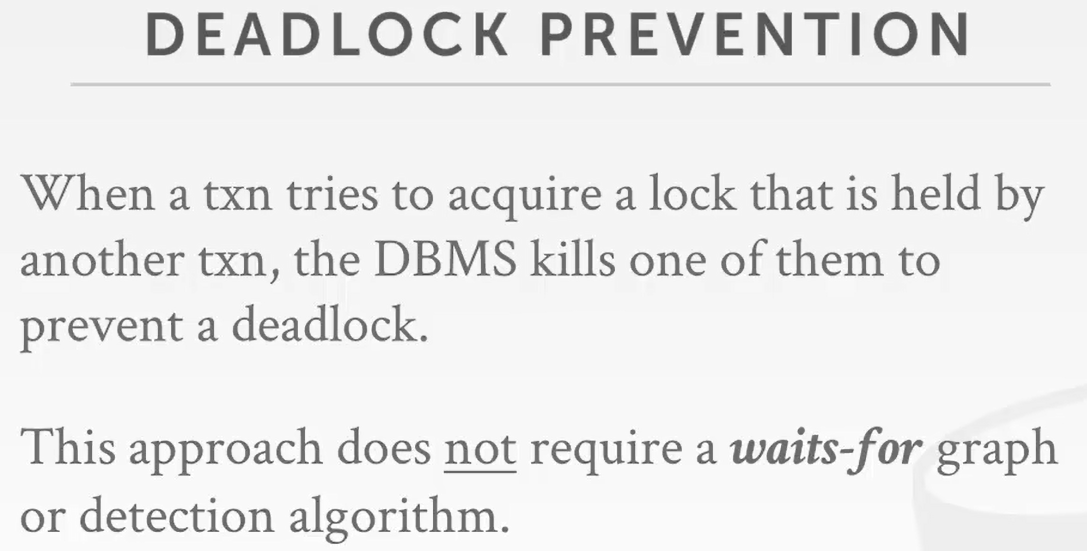 DEADLOCK PREVENTION
When a txn tries to acquire a lock that is held by
another txn, the DBMS kills one of them to
prevent a deadlock.
This approach does not require a waits-for graph
or detection algorithm.